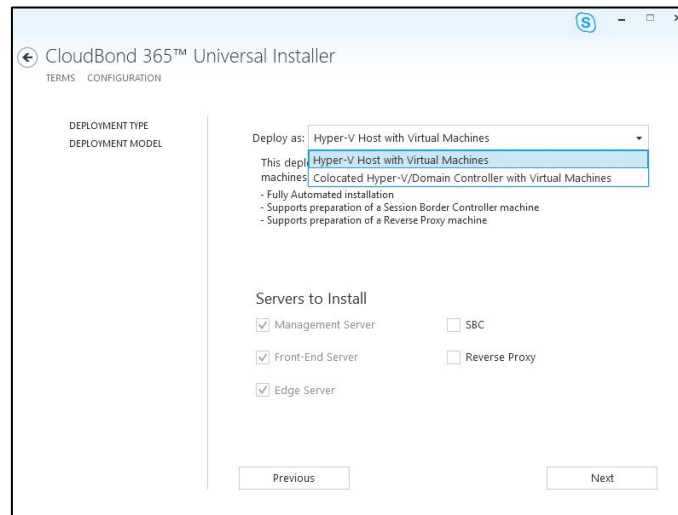 CloudBond 365™ Universal Installer
TERMS CONFIGURATION
DEPLOYMENT TYPE
DEPLOYMENT MODEL
Deploy as: Hyper-V Host with Virtual Machines
Hyper-V Host with Virtual Machines
Colocated Hyper-V/Domain Controller with Virtual Machines
This depl
machines
- Fully Automated installation
- Supports preparation of a Session Border Controller machine
- Supports preparation of a Reverse Proxy machine
Servers to Install
Management Server
SBC
Front-End Server
Reverse Proxy
Edge Server
Previous
Next